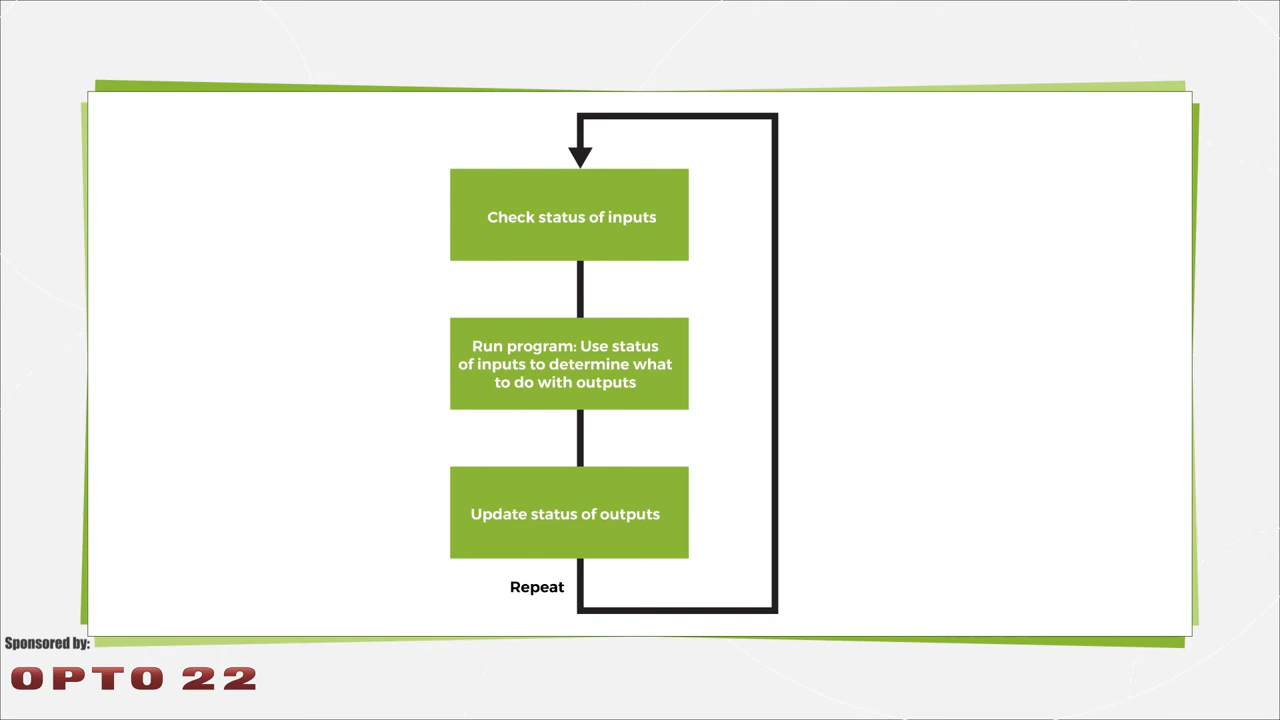 Check status of inputs
Run program: Use status
of inputs to determine what
to do with outputs
Update status of outputs
Repeat
Sponsored by:
OPTO 22